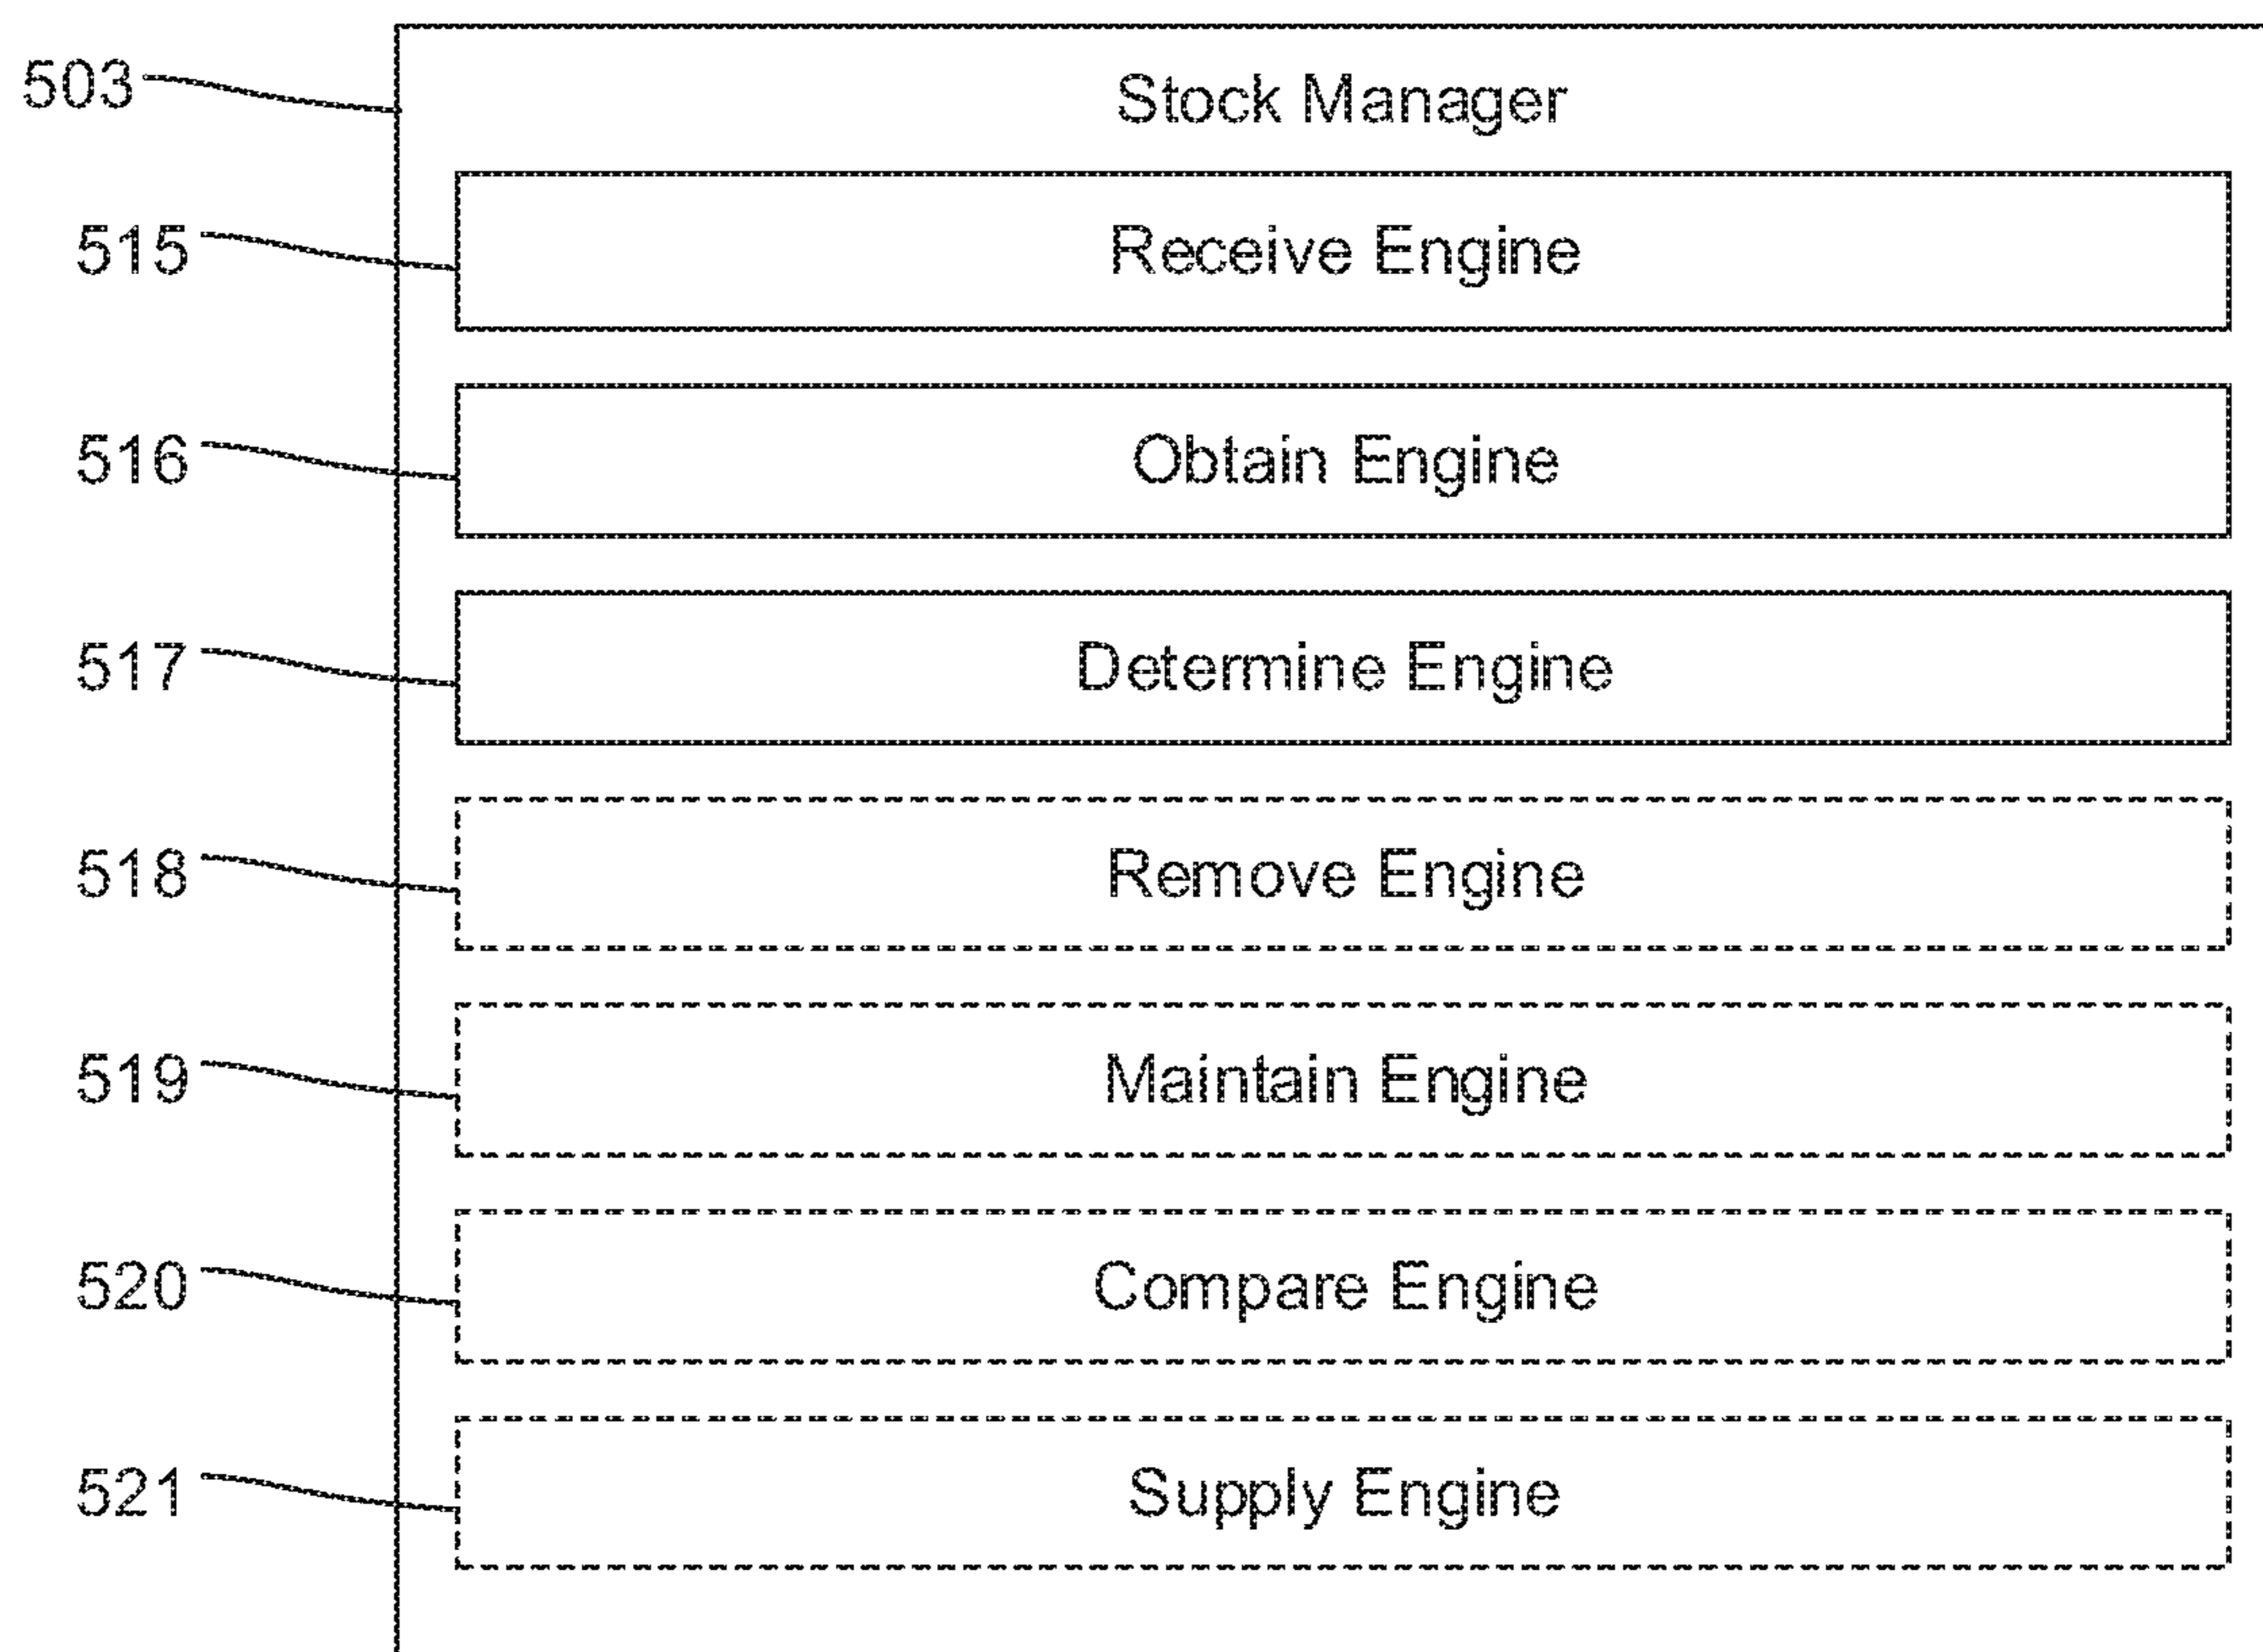 503 Stock Manager
515 Receive Engine
516 Obtain Engine
517 Determine Engine
518 Remove Engine
519 Maintain Engine
520 Compare Engine
521 Supply Engine